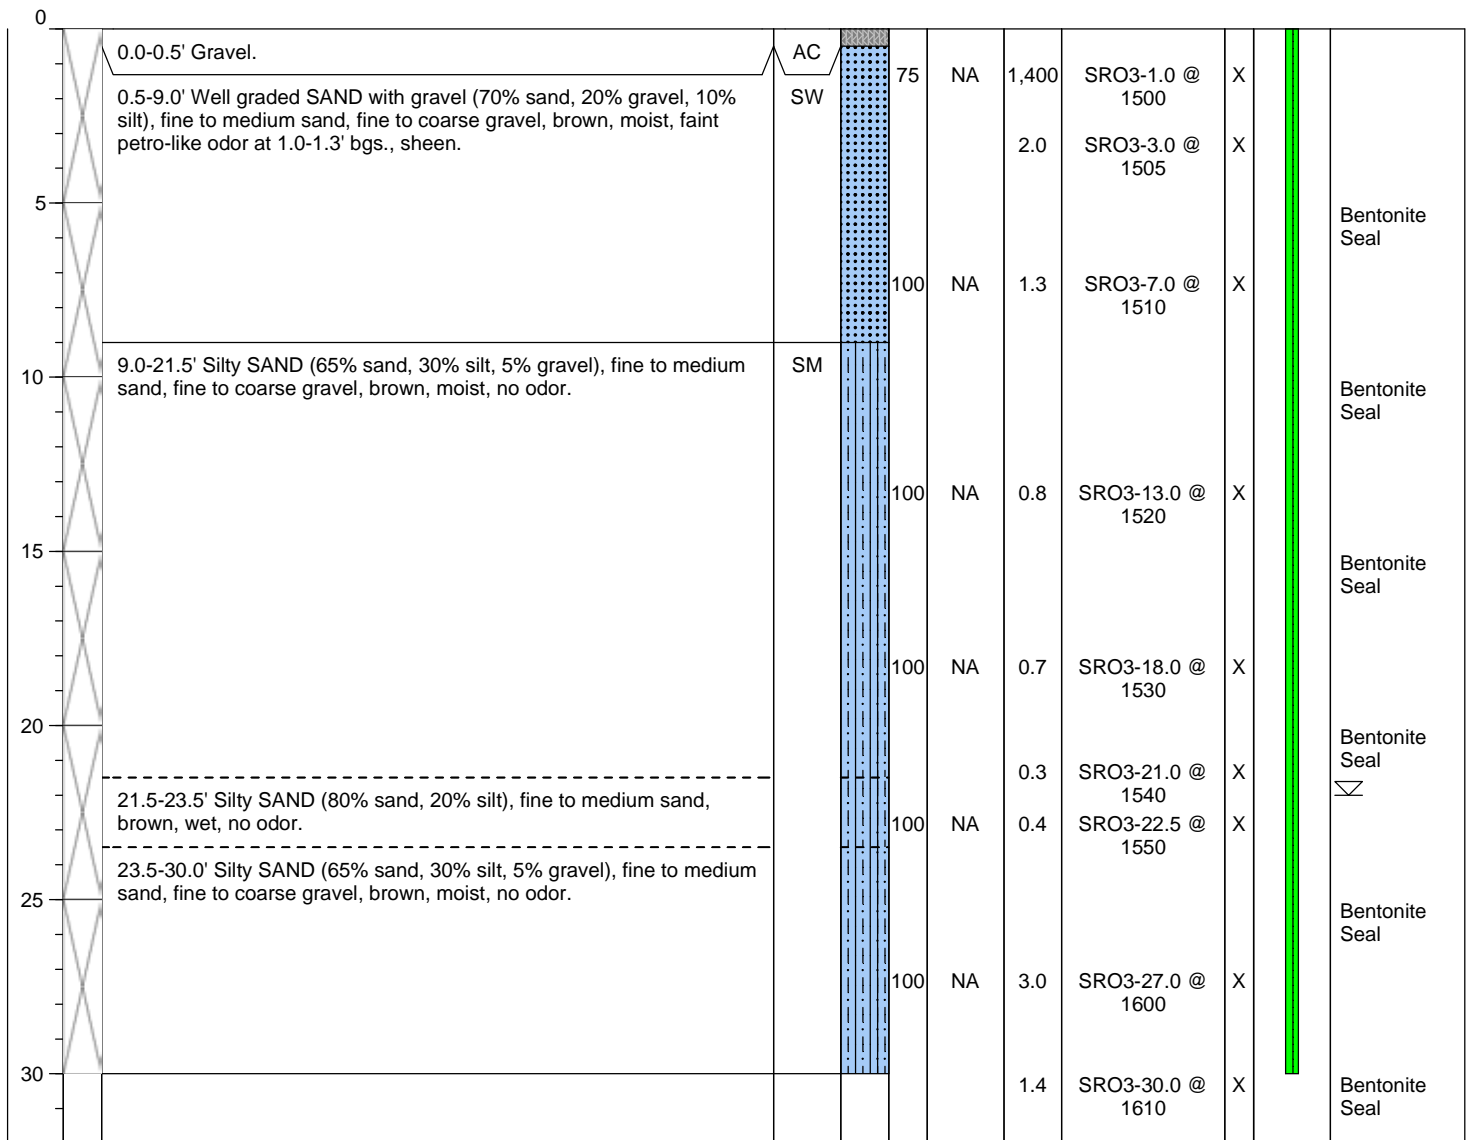 0
0.0-0.5' Gravel.
AC
75 NA 1,400 SRO3-1.0 @ X
1500
0.5-9.0' Well graded SAND with gravel (70% sand, 20% gravel, 10%
silt), fine to medium sand, fine to coarse gravel, brown, moist, faint
petro-like odor at 1.0-1.3' bgs., sheen.
SW
2.0 SRO3-3.0 @ X
1505
5
Bentonite
Seal
100 NA 1.3 SRO3-7.0 @ X
1510
9.0-21.5' Silty SAND (65% sand, 30% silt, 5% gravel), fine to medium
sand, fine to coarse gravel, brown, moist, no odor.
SM
10
Bentonite
Seal
100 NA 0.8 SRO3-13.0 @ X
1520
15
Bentonite
Seal
100 NA 0.7 SRO3-18.0 @ X
1530
20
Bentonite
Seal
0.3 SRO3-21.0 @ X
1540
21.5-23.5' Silty SAND (80% sand, 20% silt), fine to medium sand,
brown, wet, no odor.
100 NA 0.4 SRO3-22.5 @ X
1550
23.5-30.0' Silty SAND (65% sand, 30% silt, 5% gravel), fine to medium
sand, fine to coarse gravel, brown, moist, no odor.
25
Bentonite
Seal
100 NA 3.0 SRO3-27.0 @ X
1600
30
1.4 SRO3-30.0 @ X
1610
Bentonite
Seal